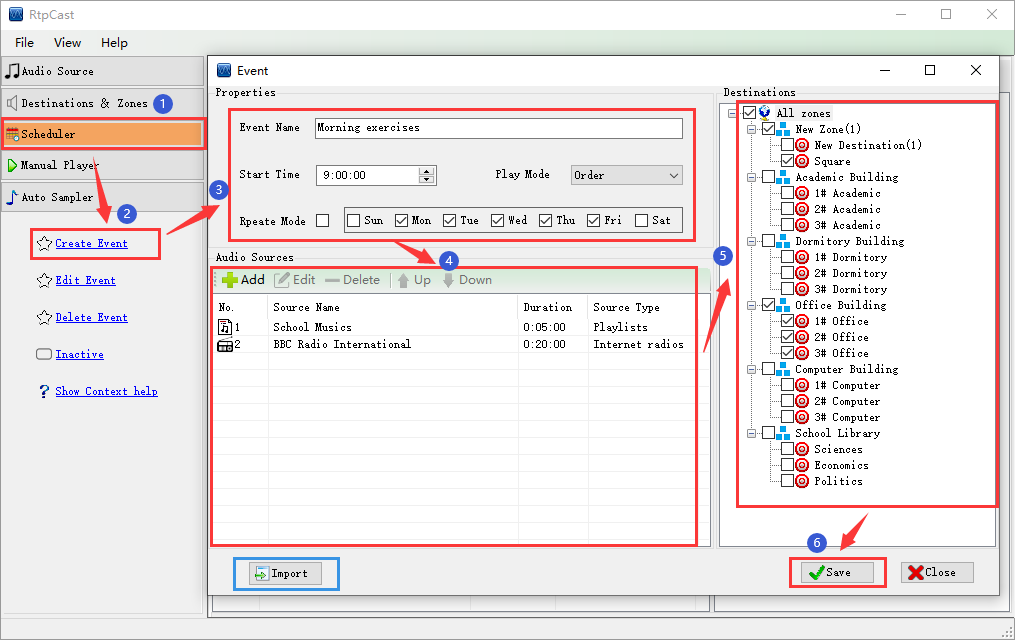 RtpCast
File View Help
Audio Source
Destinations & Zones 1
Scheduler
Manual Player
Auto Sampler
2
Create Event
Edit Event
Delete Event
Inactive
? Show Context help
Event
Properties
3
Event Name Morning exercises
Start Time 9:00:00 Play Mode Order
Rpeate Mode Sun Mon Tue Wed Thu Fri Sat
4
Audio Sources
Add Edit Delete Up Down
No. Source Name Duration Source Type
1 School Musics 0:05:00 Playlists
2 BBC Radio International 0:20:00 Internet radios
Import
5
Destinations
All zones
New Zone(1)
New Destination(1)
Square
Academic Building
1# Academic
2# Academic
3# Academic
Dormitory Building
1# Dormitory
2# Dormitory
3# Dormitory
Office Building
1# Office
2# Office
3# Office
Computer Building
1# Computer
2# Computer
3# Computer
School Library
Sciences
Economics
Politics
6
Save Close